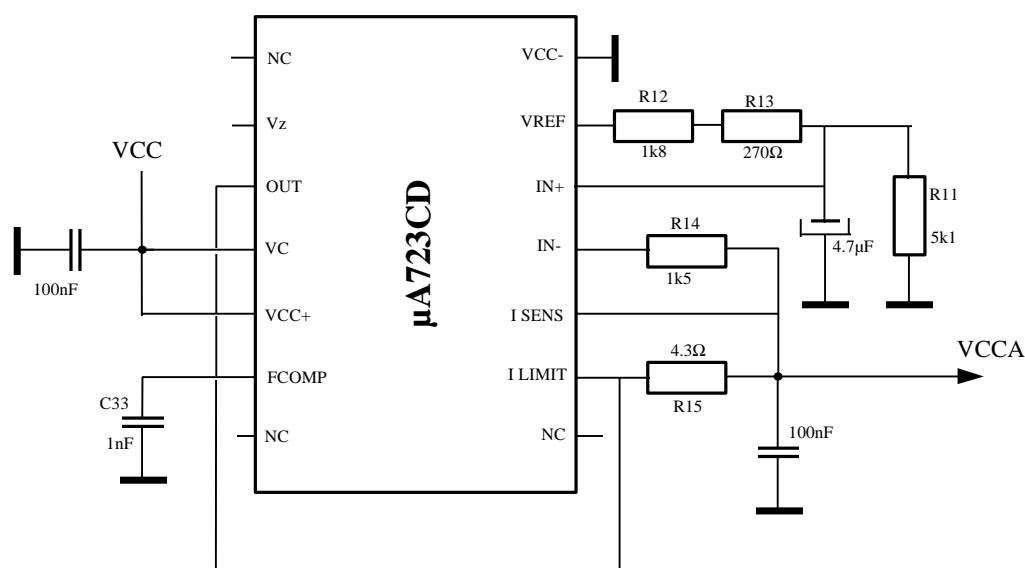 NC
VCC-
R12
R13
Vz
VREF
1k8
270Ω
VCC
OUT
IN+
R11
R14
VC
IN-
4.7µF
5k1
100nF
1k5
µA723CD
VCC+
I SENS
4.3Ω
VCCA
FCOMP
I LIMIT
C33
R15
1nF
NC
NC
100nF